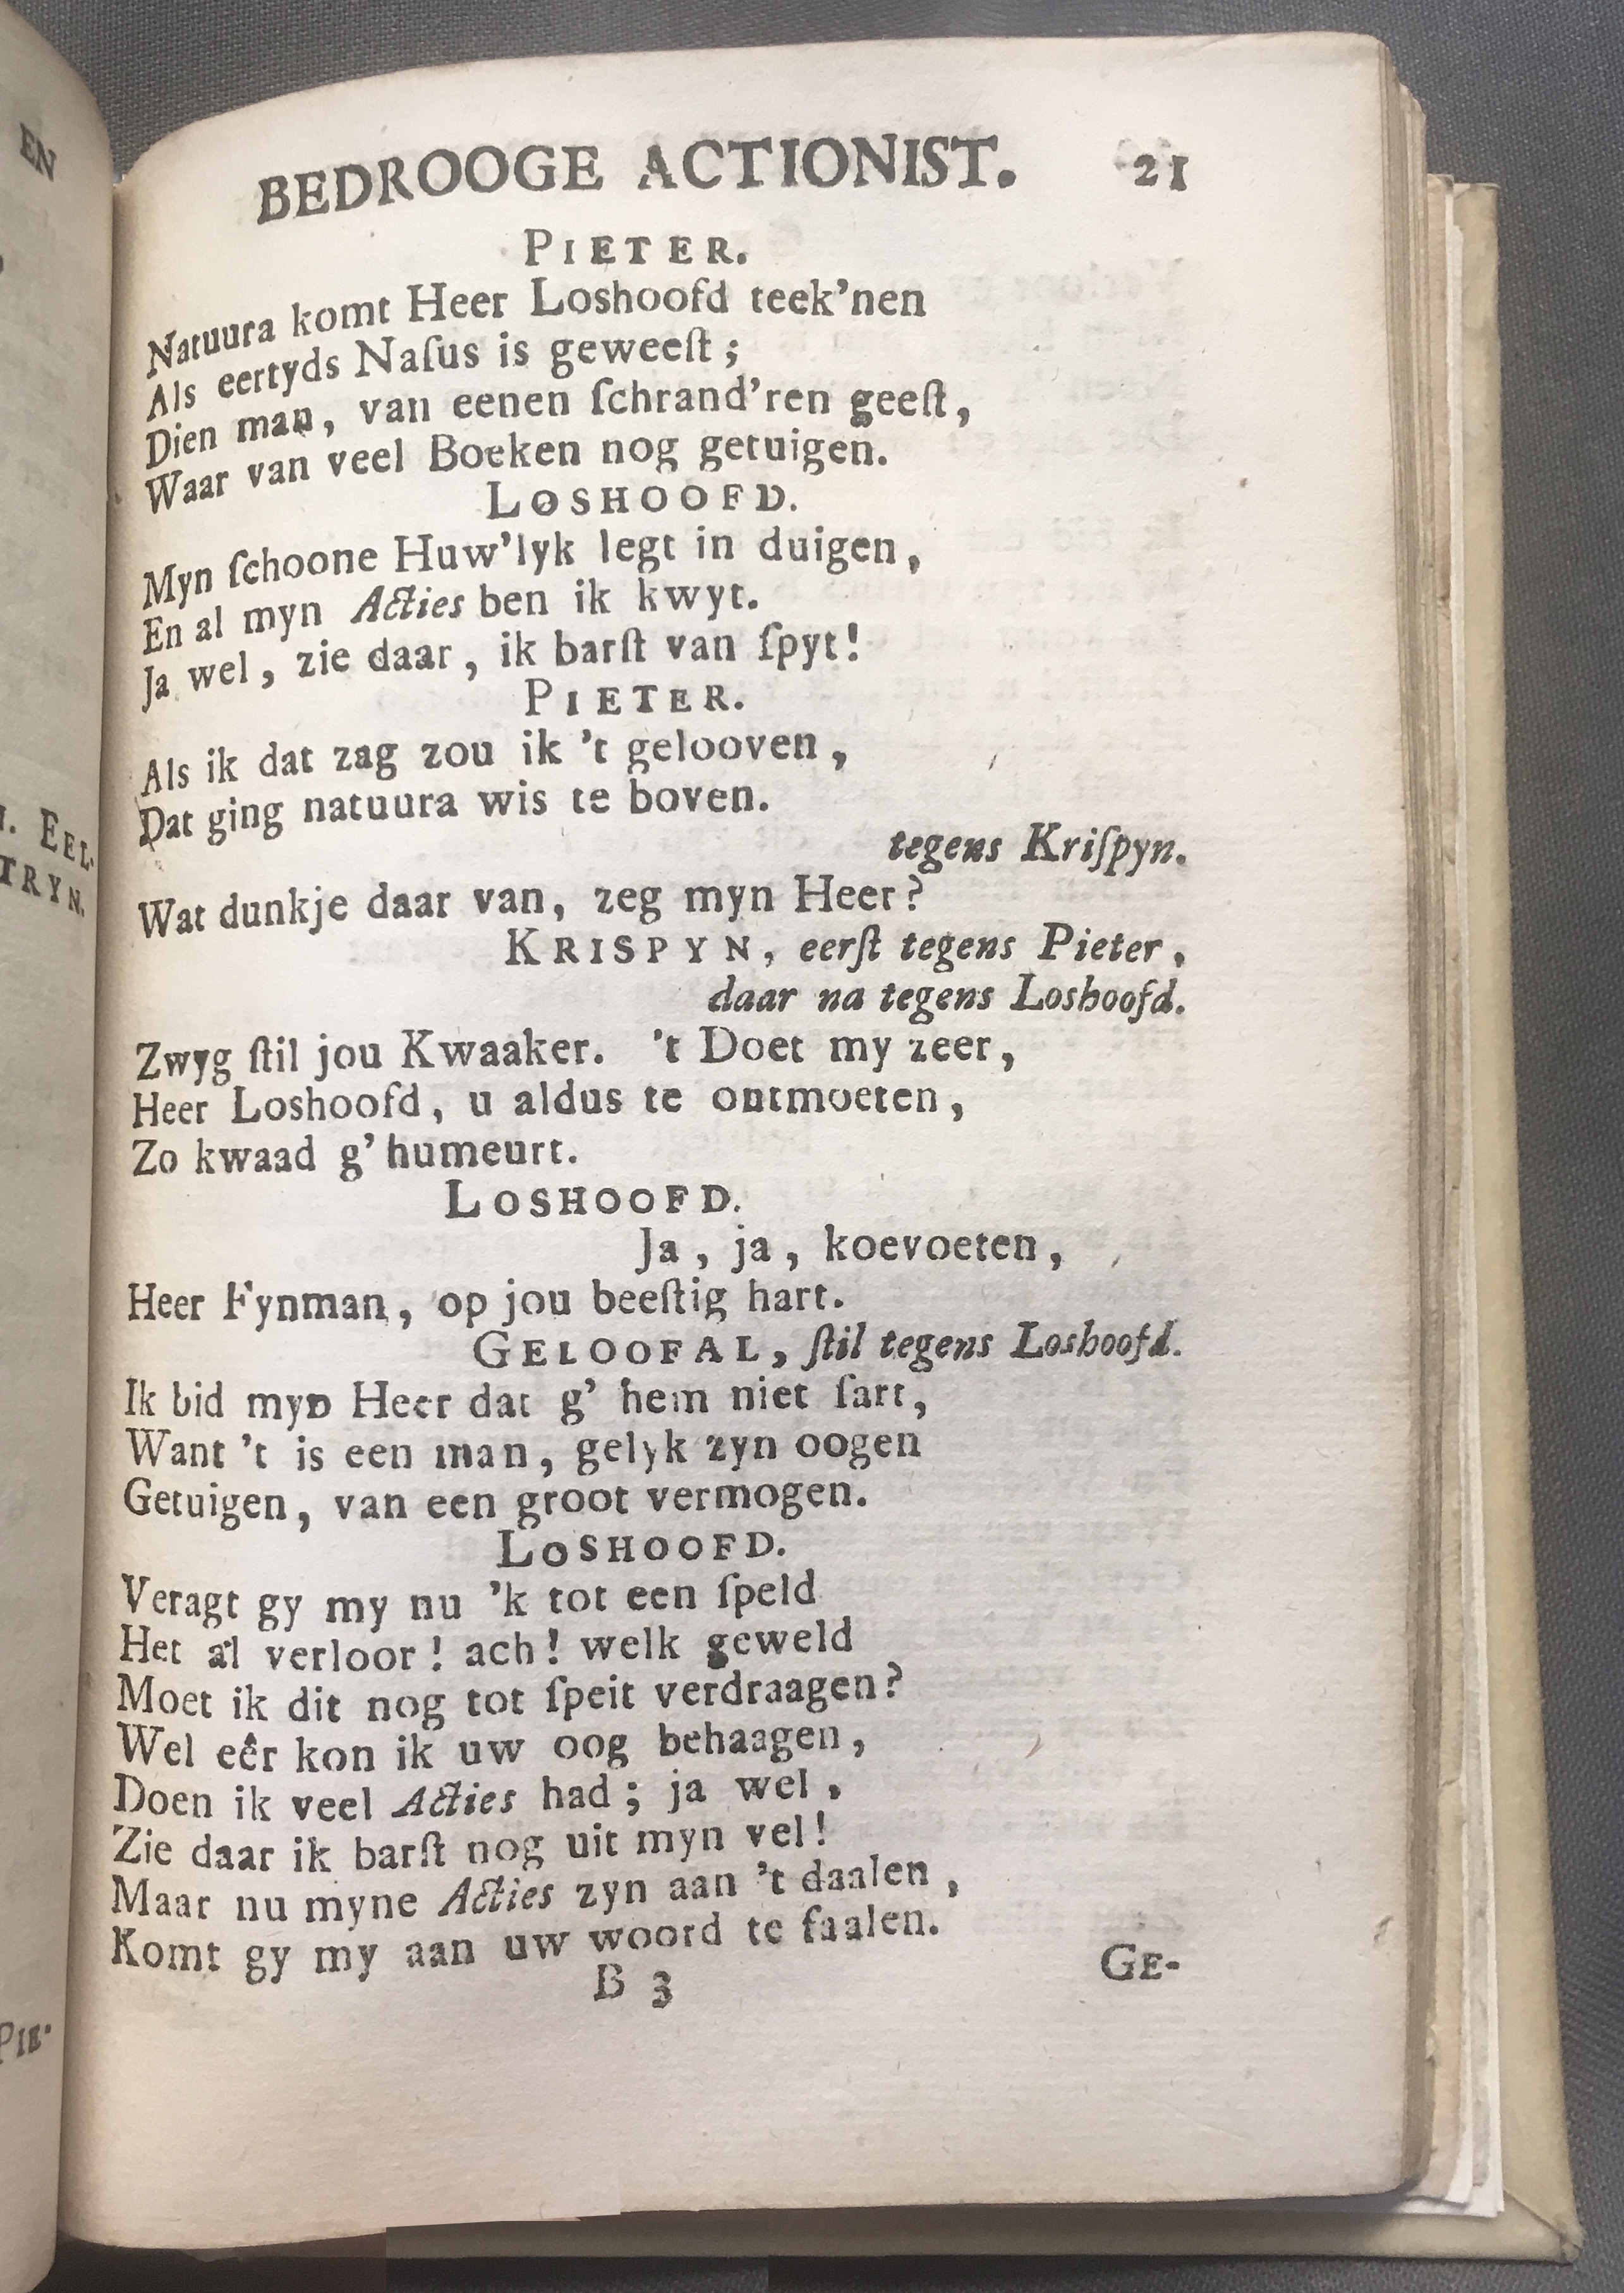 EN
BEDROOGE ACTIONIST. 21
PIETER.
Natuura komt Heer Loshoofd teek'nen
Als eertyds Naſus is geweeſt;
Dien man, van eenen ſchrand'ren geeſt,
Waar van veel Boeken nog getuigen.
LOSHOOFD.
Myn ſchoone Huw'lyk legt in duigen,
En al myn Acties ben ik kwyt.
Ja wel, zie daar, ik barſt van ſpyt!
PIETER.
Als ik dat zag zou ik 't gelooven,
Dat ging natuura wis te boven.
tegens Kriſpyn.
Wat dunkje daar van, zeg myn Heer?
KRISPYN, eerſt tegens Pieter,
daar na tegens Loshoofd.
Zwyg ſtil jou Kwaaker. 't Doet my zeer,
Heer Loshoofd, u aldus te ontmoeten,
Zo kwaad g'humeurt.
LOSHOOFD.
Ja, ja, koevoeten,
Heer Fynman, op jou beeſtig hart.
GELOOFAL, ſtil tegens Loshoofd.
Ik bid myn Heer dat g' hem niet ſart,
Want 't is een man, gelyk zyn oogen
Getuigen, van een groot vermogen.
LOSHOOFD.
Veragt gy my nu 'k tot een ſpeld
Het al verloor! ach! welk geweld
Moet ik dit nog tot ſpeit verdraagen?
Wel eêr kon ik uw oog behaagen,
Doen ik veel Acties had; ja wel,
Zie daar ik barſt nog uit myn vel!
Maar nu myne Acties zyn aan 't daalen,
Komt gy my aan uw woord te faalen.
B 3 GE-
EEL-
TRYN.
PIE-